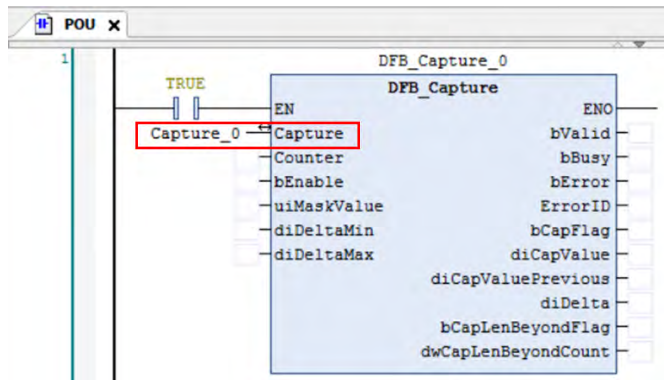 POU
1
DFB_Capture_0
TRUE
DFB_Capture
EN ENO
Capture_0 Capture bValid
Counter bBusy
bEnable bError
uiMaskValue ErrorID
diDeltaMin bCapFlag
diDeltaMax diCapValue
diCapValuePrevious
diDelta
bCapLenBeyondFlag
dwCapLenBeyondCount